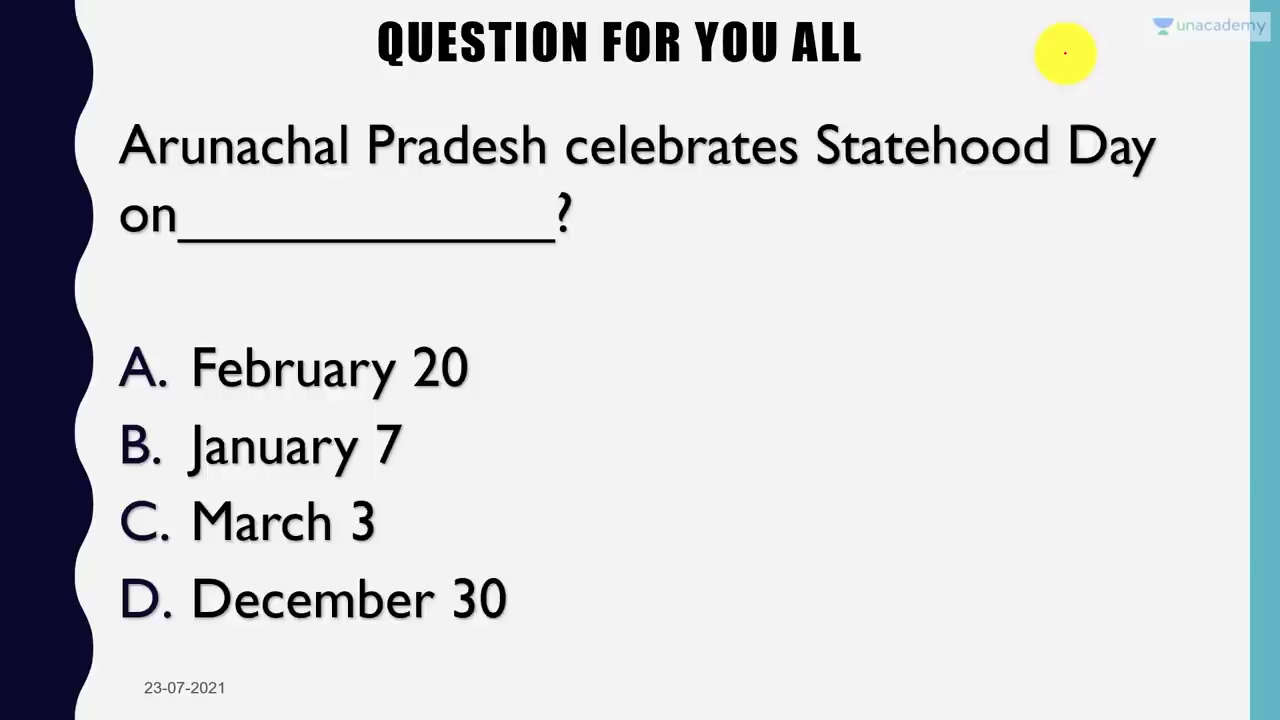 QUESTION FOR YOU ALL
unacademy
Arunachal Pradesh celebrates Statehood Day
on______________?
A. February 20
B. January 7
C. March 3
D. December 30
23-07-2021